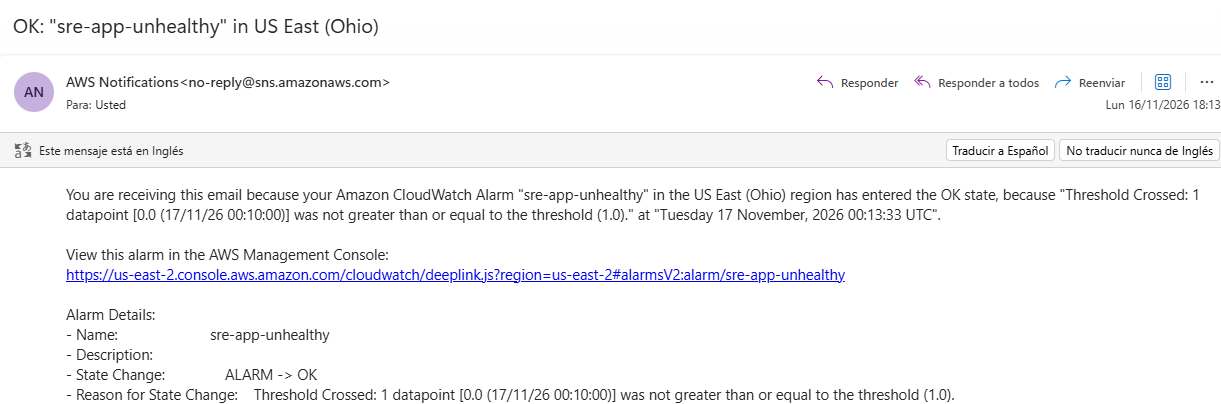 OK: "sre-app-unhealthy" in US East (Ohio)
AN
AWS Notifications<no-reply@sns.amazonaws.com>
Responder
Responder a todos
Reenviar
Para: Usted
Lun 16/11/2026 18:13
Este mensaje está en Inglés
Traducir a Español
No traducir nunca de Inglés
You are receiving this email because your Amazon CloudWatch Alarm "sre-app-unhealthy" in the US East (Ohio) region has entered the OK state, because "Threshold Crossed: 1
datapoint [0.0 (17/11/26 00:10:00)] was not greater than or equal to the threshold (1.0)." at "Tuesday 17 November, 2026 00:13:33 UTC".
View this alarm in the AWS Management Console:
https://us-east-2.console.aws.amazon.com/cloudwatch/deeplink.js?region=us-east-2#alarmsV2:alarm/sre-app-unhealthy
Alarm Details:
- Name: sre-app-unhealthy
- Description:
- State Change: ALARM -> OK
- Reason for State Change: Threshold Crossed: 1 datapoint [0.0 (17/11/26 00:10:00)] was not greater than or equal to the threshold (1.0).